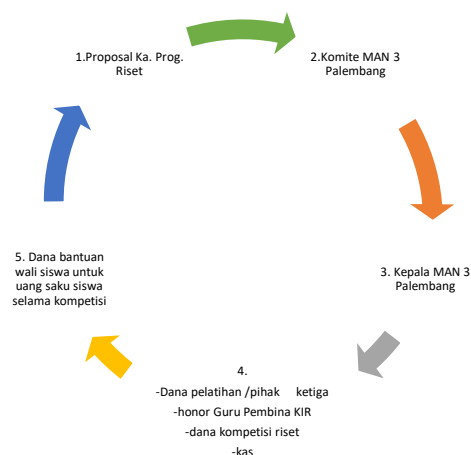 1.Proposal Ka. Prog.
Riset
2.Komite MAN 3
Palembang
3. Kepala MAN 3
Palembang
4.
-Dana pelatihan /pihak ketiga
-honor Guru Pembina KIR
-dana kompetisi riset
-kas
5. Dana bantuan
wali siswa untuk
uang saku siswa
selama kompetisi